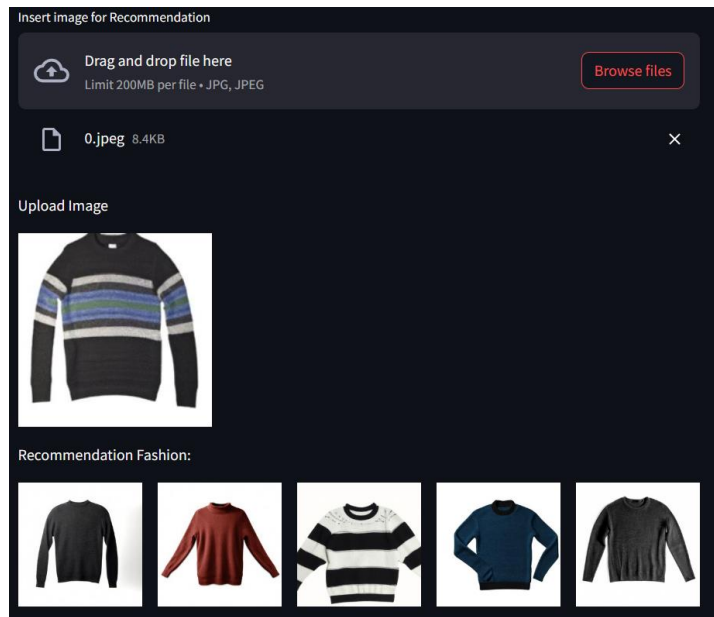 Insert image for Recommendation
Drag and drop file here
Browse files
Limit 200MB per file • JPG, JPEG
0.jpeg 8.4KB
Upload Image
Recommendation Fashion: